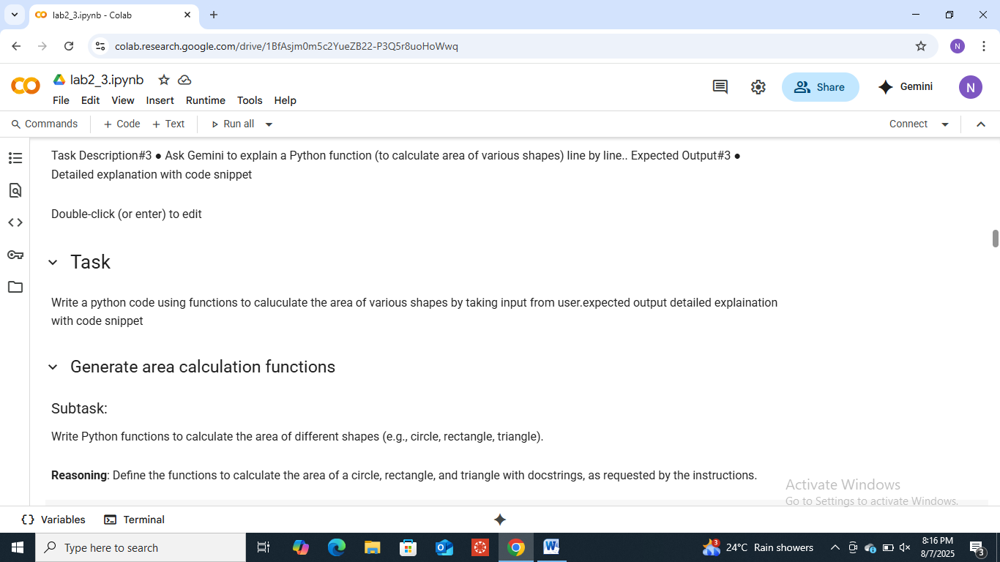 lab2_3.ipynb - Colab
colab.research.google.com/drive/1BfAsjm0m5c2YueZB22-P3Q5r8uoHoWwq
N
lab2_3.ipynb
File Edit View Insert Runtime Tools Help
Share
Gemini
N
Commands + Code + Text Run all
Connect
Task Description#3 ● Ask Gemini to explain a Python function (to calculate area of various shapes) line by line.. Expected Output#3 ●
Detailed explanation with code snippet
Double-click (or enter) to edit
Task
Write a python code using functions to caluculate the area of various shapes by taking input from user.expected output detailed explaination
with code snippet
Generate area calculation functions
Subtask:
Write Python functions to calculate the area of different shapes (e.g., circle, rectangle, triangle).
Reasoning: Define the functions to calculate the area of a circle, rectangle, and triangle with docstrings, as requested by the instructions.
Activate Windows
Go to Settings to activate Windows.
Variables Terminal
Type here to search
3
24°C Rain showers
8:16 PM
8/7/2025
3